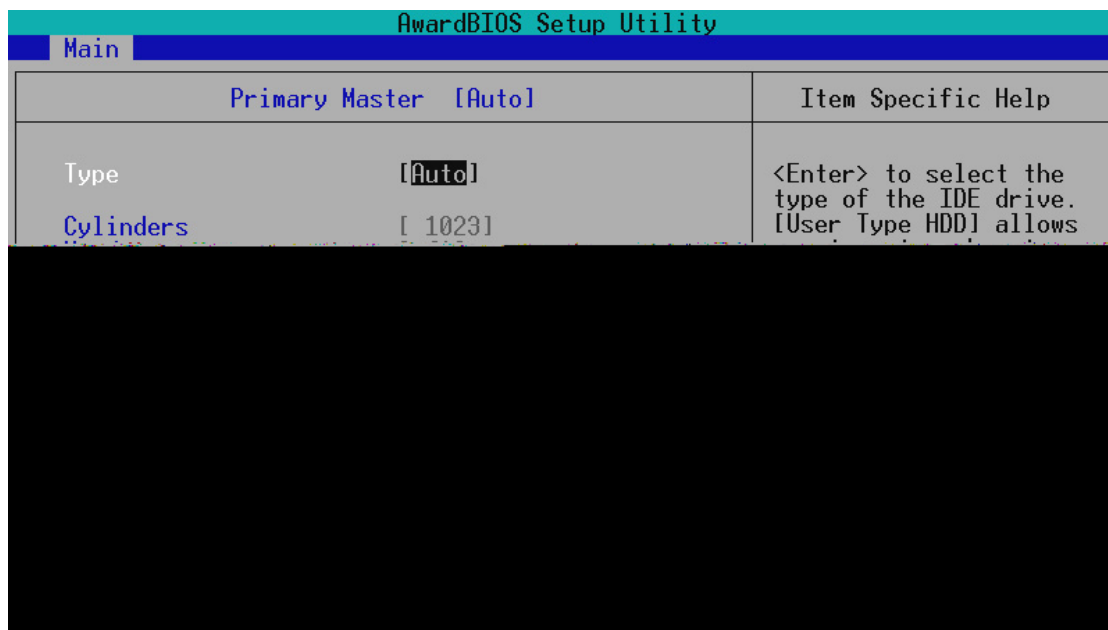 AwardBIOS Setup Utility
Main
Primary Master [Auto]
Item Specific Help
Type [Auto]
Cylinders [ 1023]
<Enter> to select the
type of the IDE drive.
[User Type HDD] allows